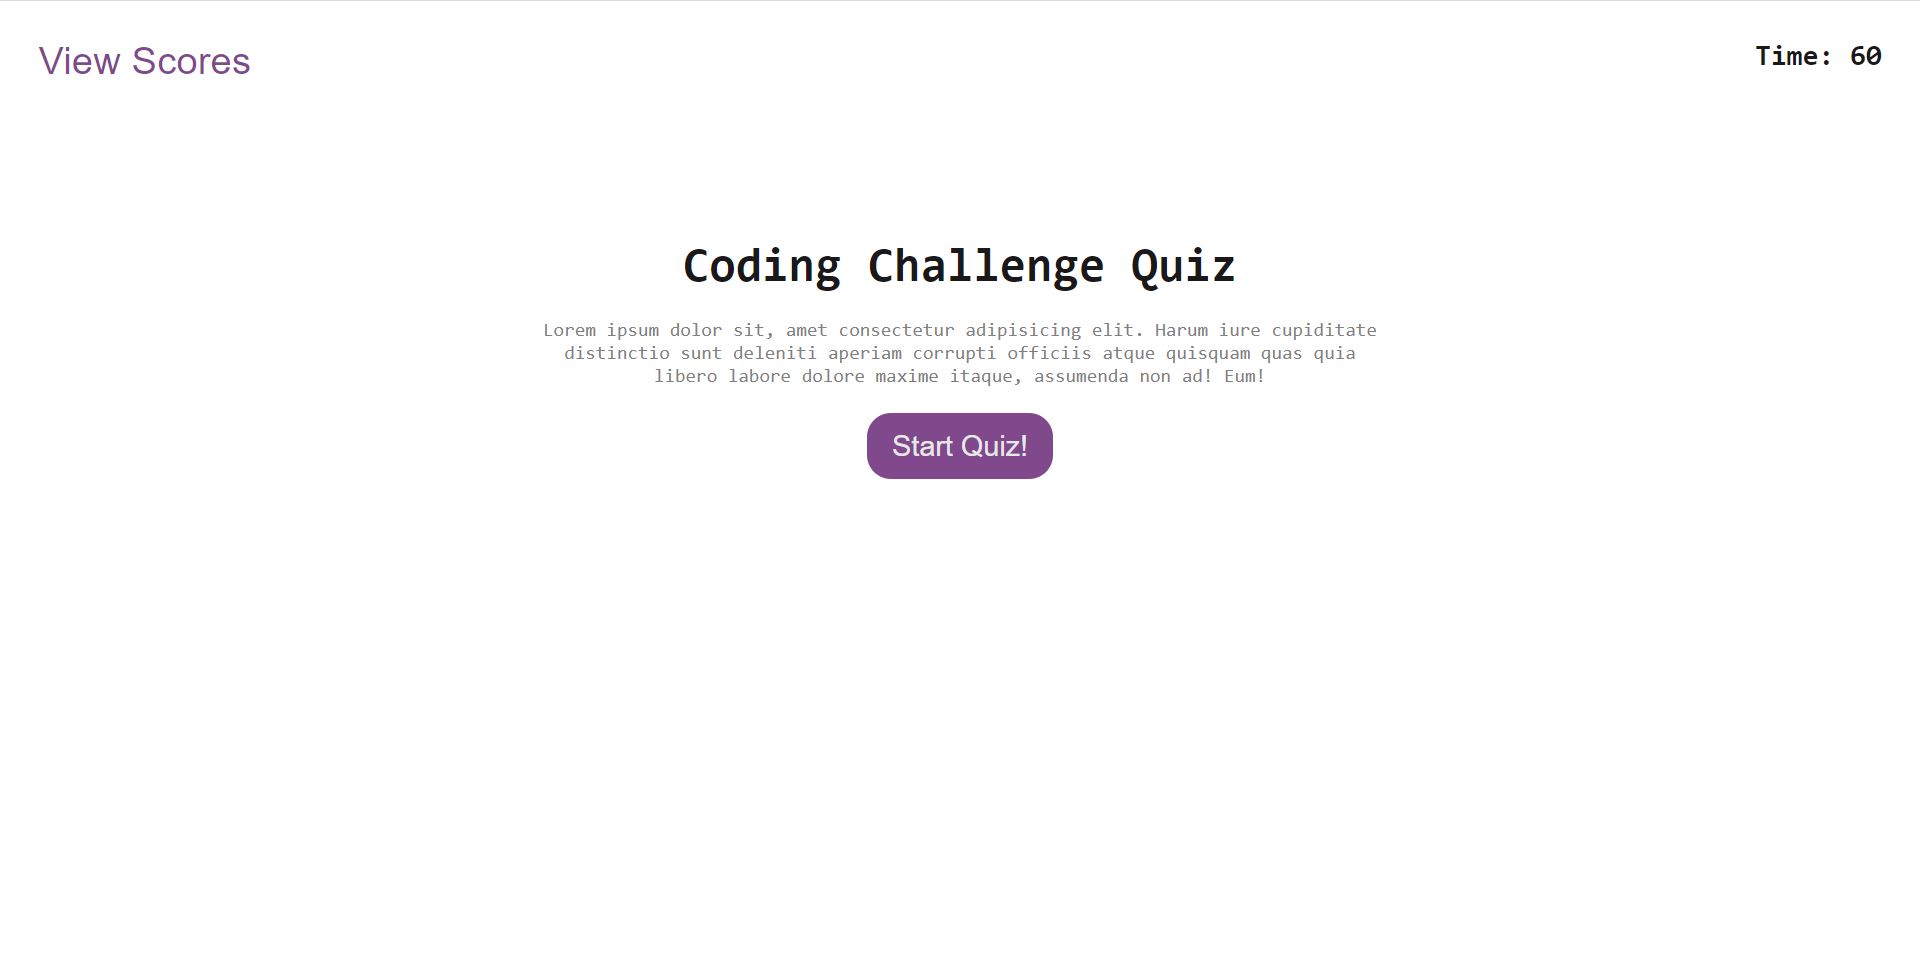 View Scores
Time: 60
Coding Challenge Quiz
Lorem ipsum dolor sit, amet consectetur adipisicing elit. Harum iure cupiditate
distinctio sunt deleniti aperiam corrupti officiis atque quisquam quas quia
libero labore dolore maxime itaque, assumenda non ad! Eum!
Start Quiz!